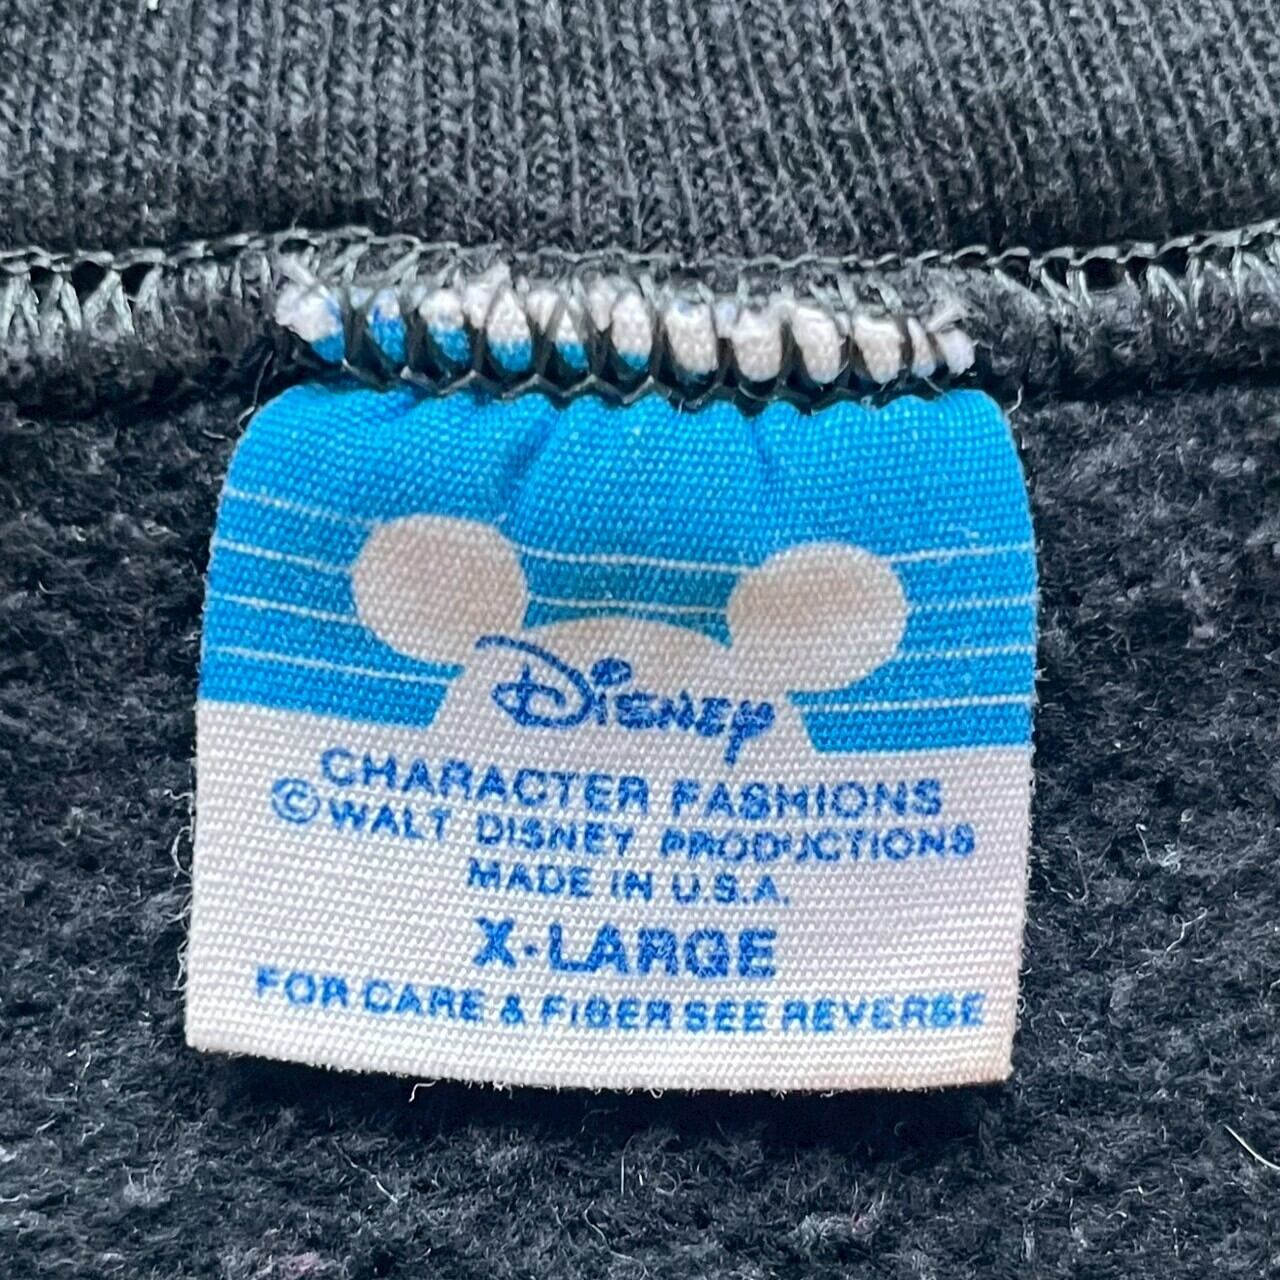 Disney
CHARACTER FASHIONS
©WALT DISNEY PRODUCTIONS
MADE IN U.S.A.
X-LARGE
FOR CARE & FIBER SEE REVERSE